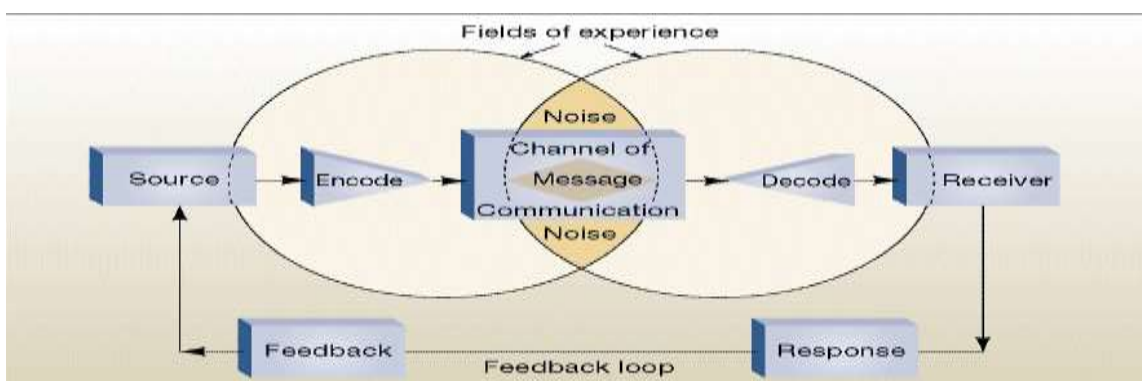 Fields of experience
Noise
Channel of
Source
Encode
Message
Decode
Receiver
Communication
Noise
Feedback
Feedback loop
Response